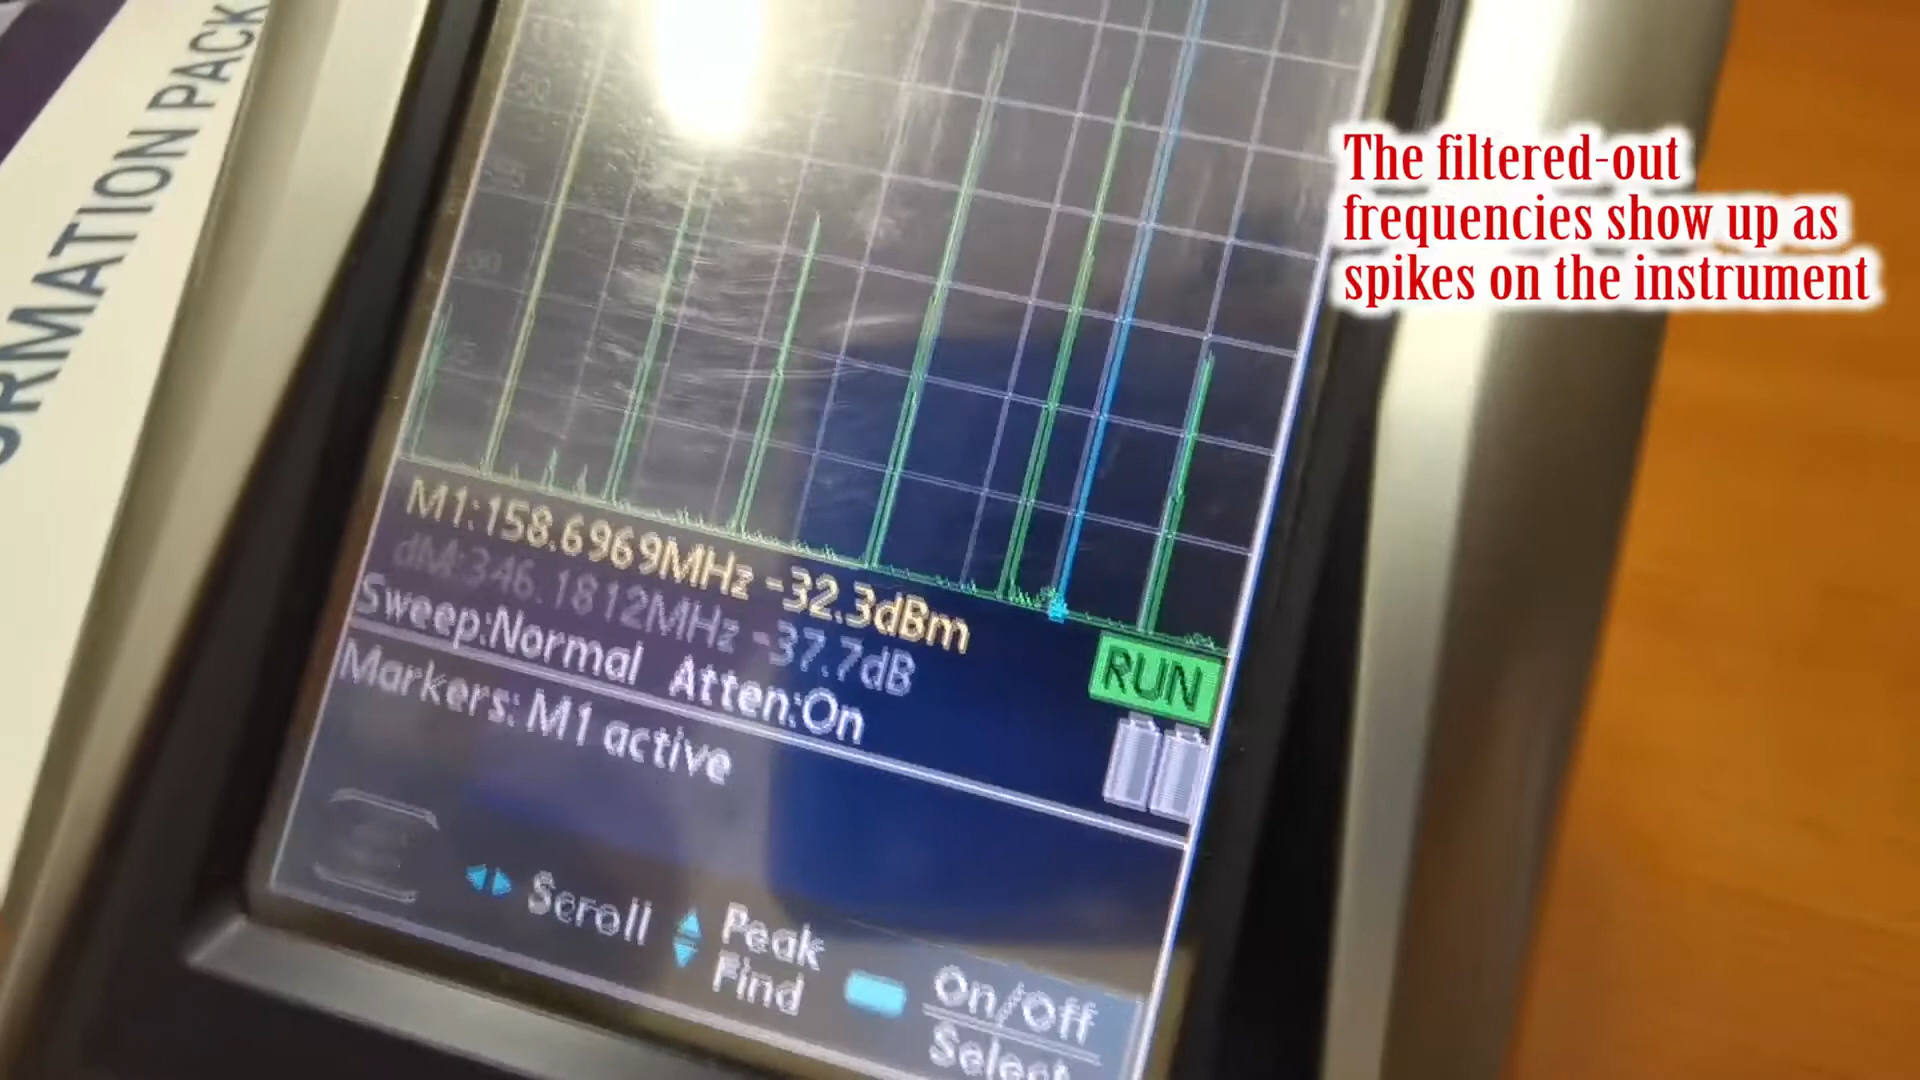 ORMATION PACK
The filtered-out
frequencies show up as
spikes on the instrument
M1:158.6969MHz -32.3dBm
dM:346.1812MHz -37.7dB
Sweep:Normal Atten:On
RUN
Markers: M1 active
Scroll
Peak
Find
On/Off
Select